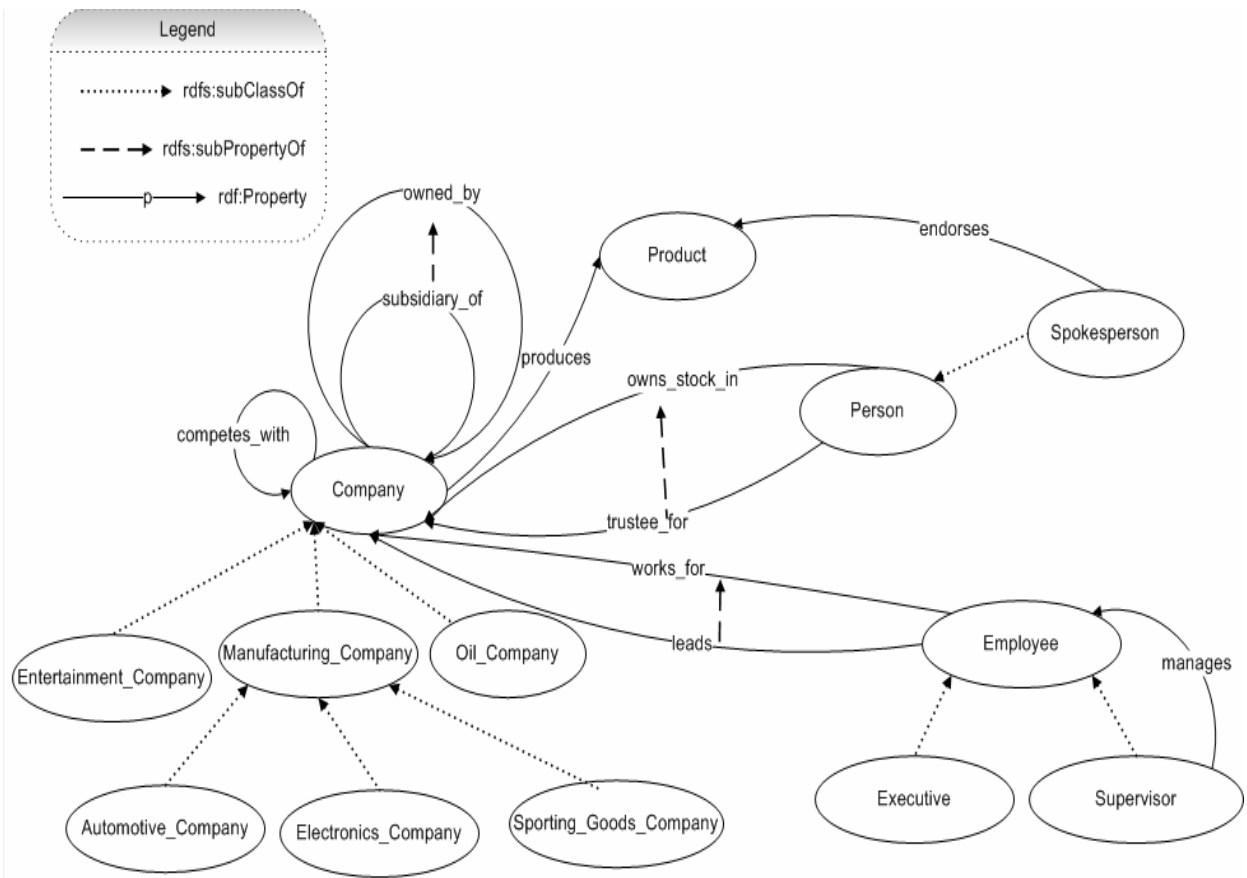 Legend
rdfs:subClassOf
rdfs:subPropertyOf
p rdf:Property
owned_by
subsidiary_of
competes_with
Company
produces
Product
endorses
Spokesperson
owns_stock_in
Person
trustee_for
works_for
leads
Employee
manages
Entertainment_Company
Manufacturing_Company
Oil_Company
Automotive_Company
Electronics_Company
Sporting_Goods_Company
Executive
Supervisor